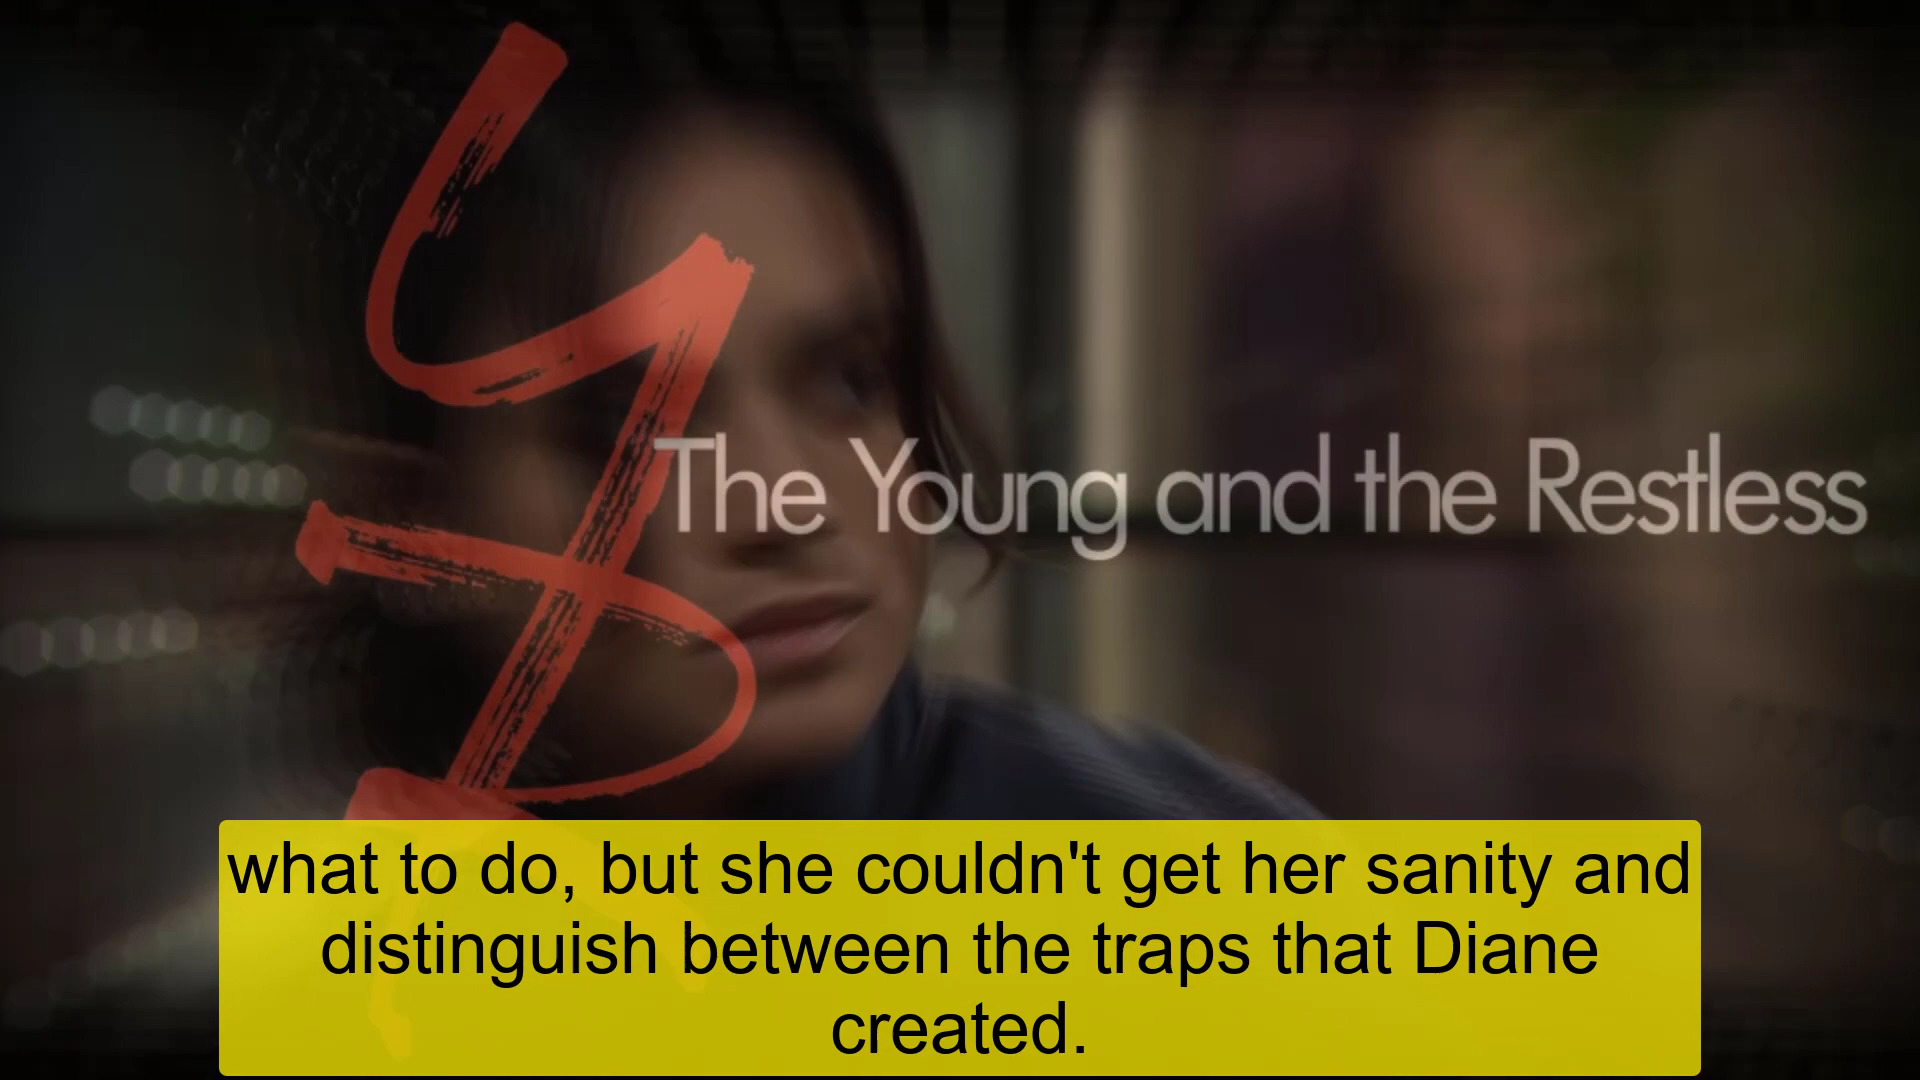 The Young and the Restless
what to do, but she couldn't get her sanity and
distinguish between the traps that Diane
created.